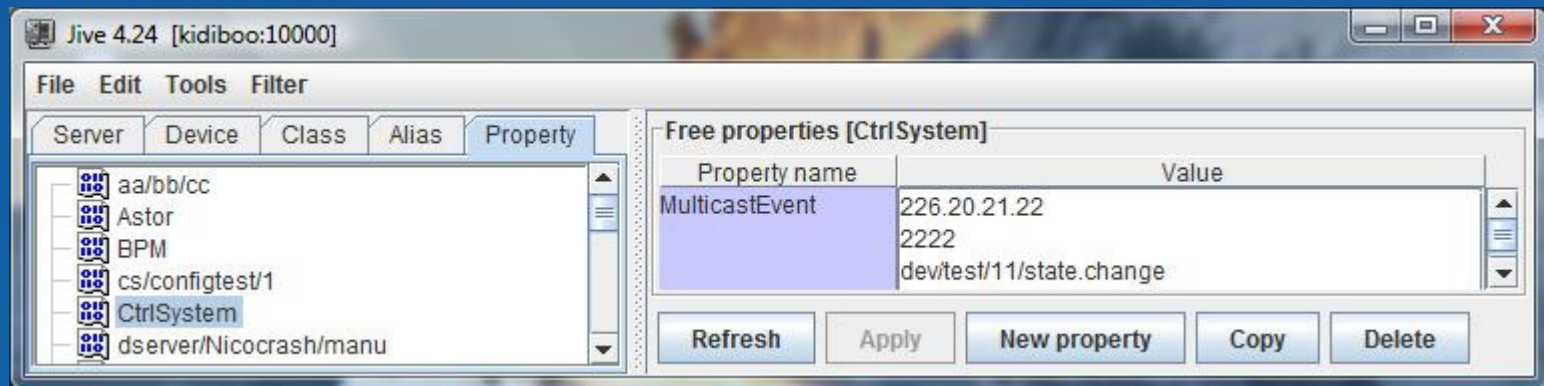 Jive 4.24 [kidiboo:10000]
File Edit Tools Filter
Server Device Class Alias Property
aa/bb/cc
Astor
BPM
cs/configtest/1
CtrlSystem
dserver/Nicocrash/manu
Free properties [CtrlSystem]
Property name Value
MulticastEvent 226.20.21.22
2222
dev/test/11/state.change
Refresh Apply New property Copy Delete